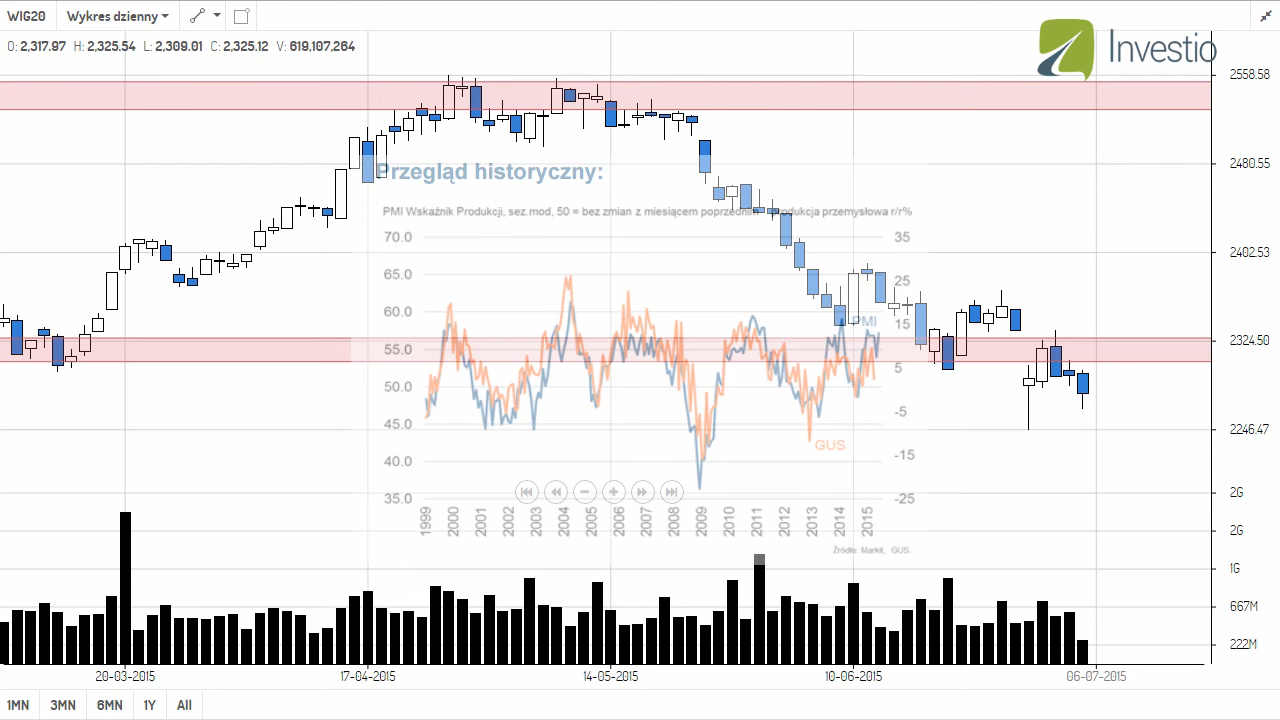 WIG20 Wykres dzienny
Investio
O: 2,317.97 H: 2,325.54 L: 2,309.01 C: 2,325.12 V: 619,107,264
2558.58
2480.55
2402.53
2324.50
2246.47
2G
2G
1G
667M
222M
Przegląd historyczny:
PMI Wskaźnik Produkcji, sez.mod, 50 = bez zmian z miesiącem poprzednim produkcja przemysłowa r/r%
70.0 35
65.0 25
60.0 15
PMI
55.0 5
50.0 -5
45.0 -15
GUS
40.0 -25
35.0
1999 2000 2001 2002 2003 2004 2005 2006 2007 2008 2009 2010 2011 2012 2013 2014 2015
Źródło: Markit, GUS.
20-03-2015 17-04-2015 14-05-2015 10-06-2015 06-07-2015
1MN 3MN 6MN 1Y All